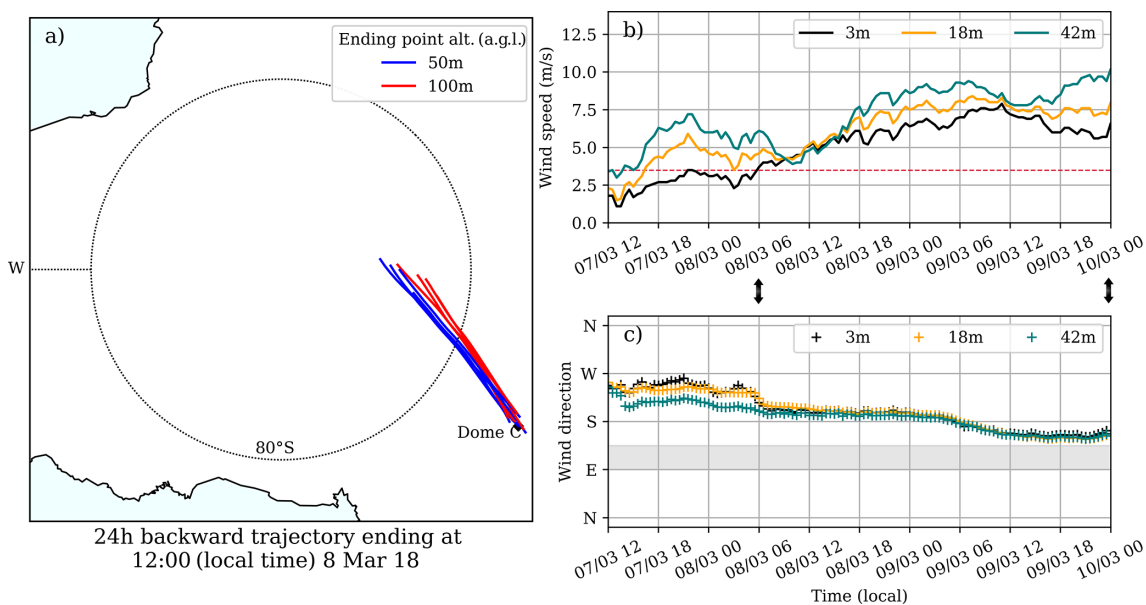 a)
Ending point alt. (a.g.l.)
50m
100m
W
80°S
Dome C
24h backward trajectory ending at
12:00 (local time) 8 Mar 18
b)
3m 18m 42m
Wind speed (m/s)
12.5
10.0
7.5
5.0
2.5
0.0
07/03 12 07/03 18 08/03 00 08/03 06 08/03 12 08/03 18 09/03 00 09/03 06 09/03 12 09/03 18 10/03 00
c)
3m 18m 42m
Wind direction
N
W
S
E
N
07/03 12 07/03 18 08/03 00 08/03 06 08/03 12 08/03 18 09/03 00 09/03 06 09/03 12 09/03 18 10/03 00
Time (local)